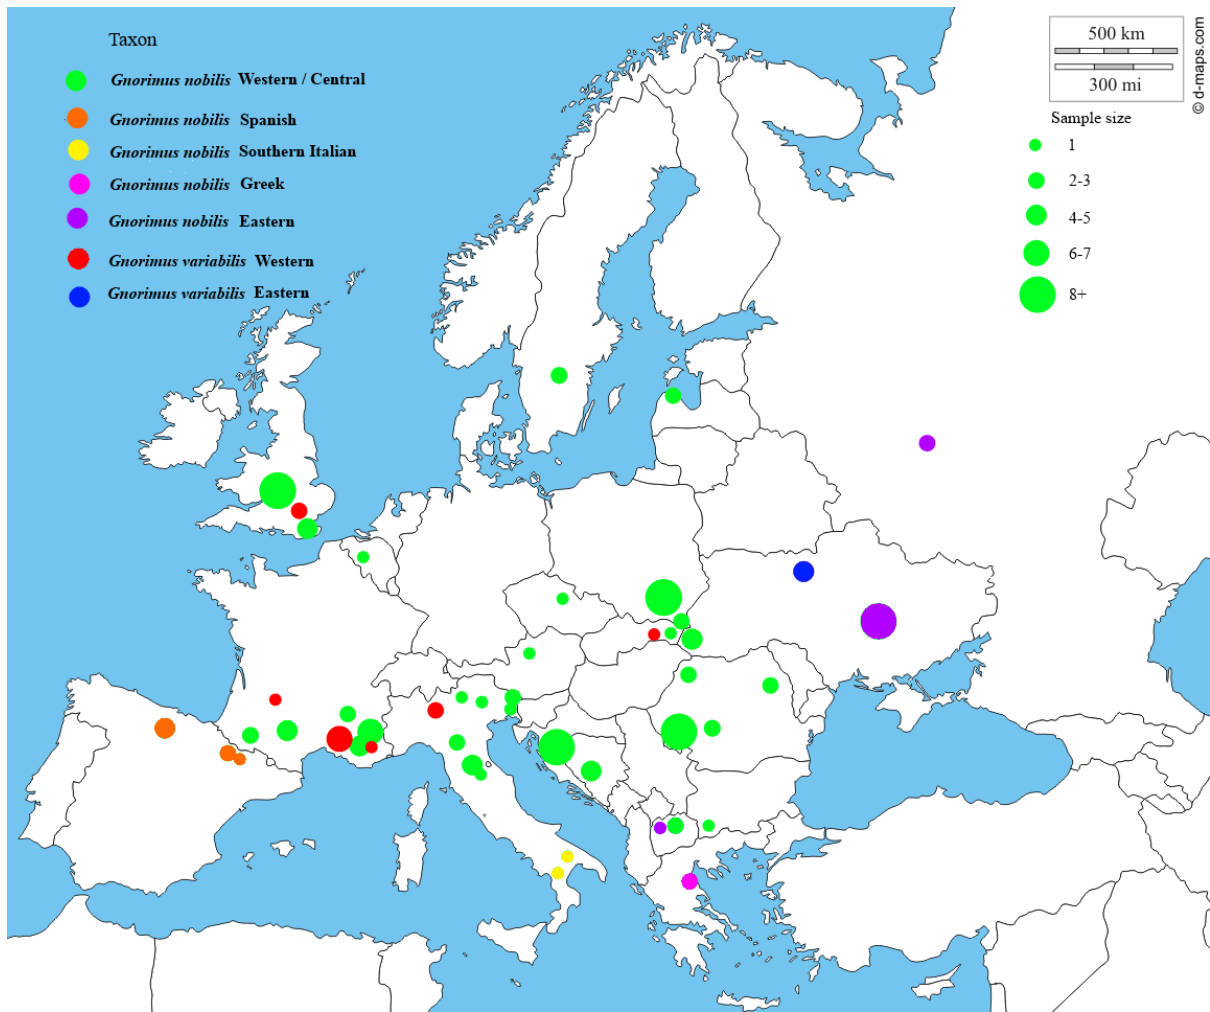 Taxon
Gnorimus nobilis Western / Central
Gnorimus nobilis Spanish
Gnorimus nobilis Southern Italian
Gnorimus nobilis Greek
Gnorimus nobilis Eastern
Gnorimus variabilis Western
Gnorimus variabilis Eastern
500 km
300 mi
© d-maps.com
Sample size
1
2-3
4-5
6-7
8+